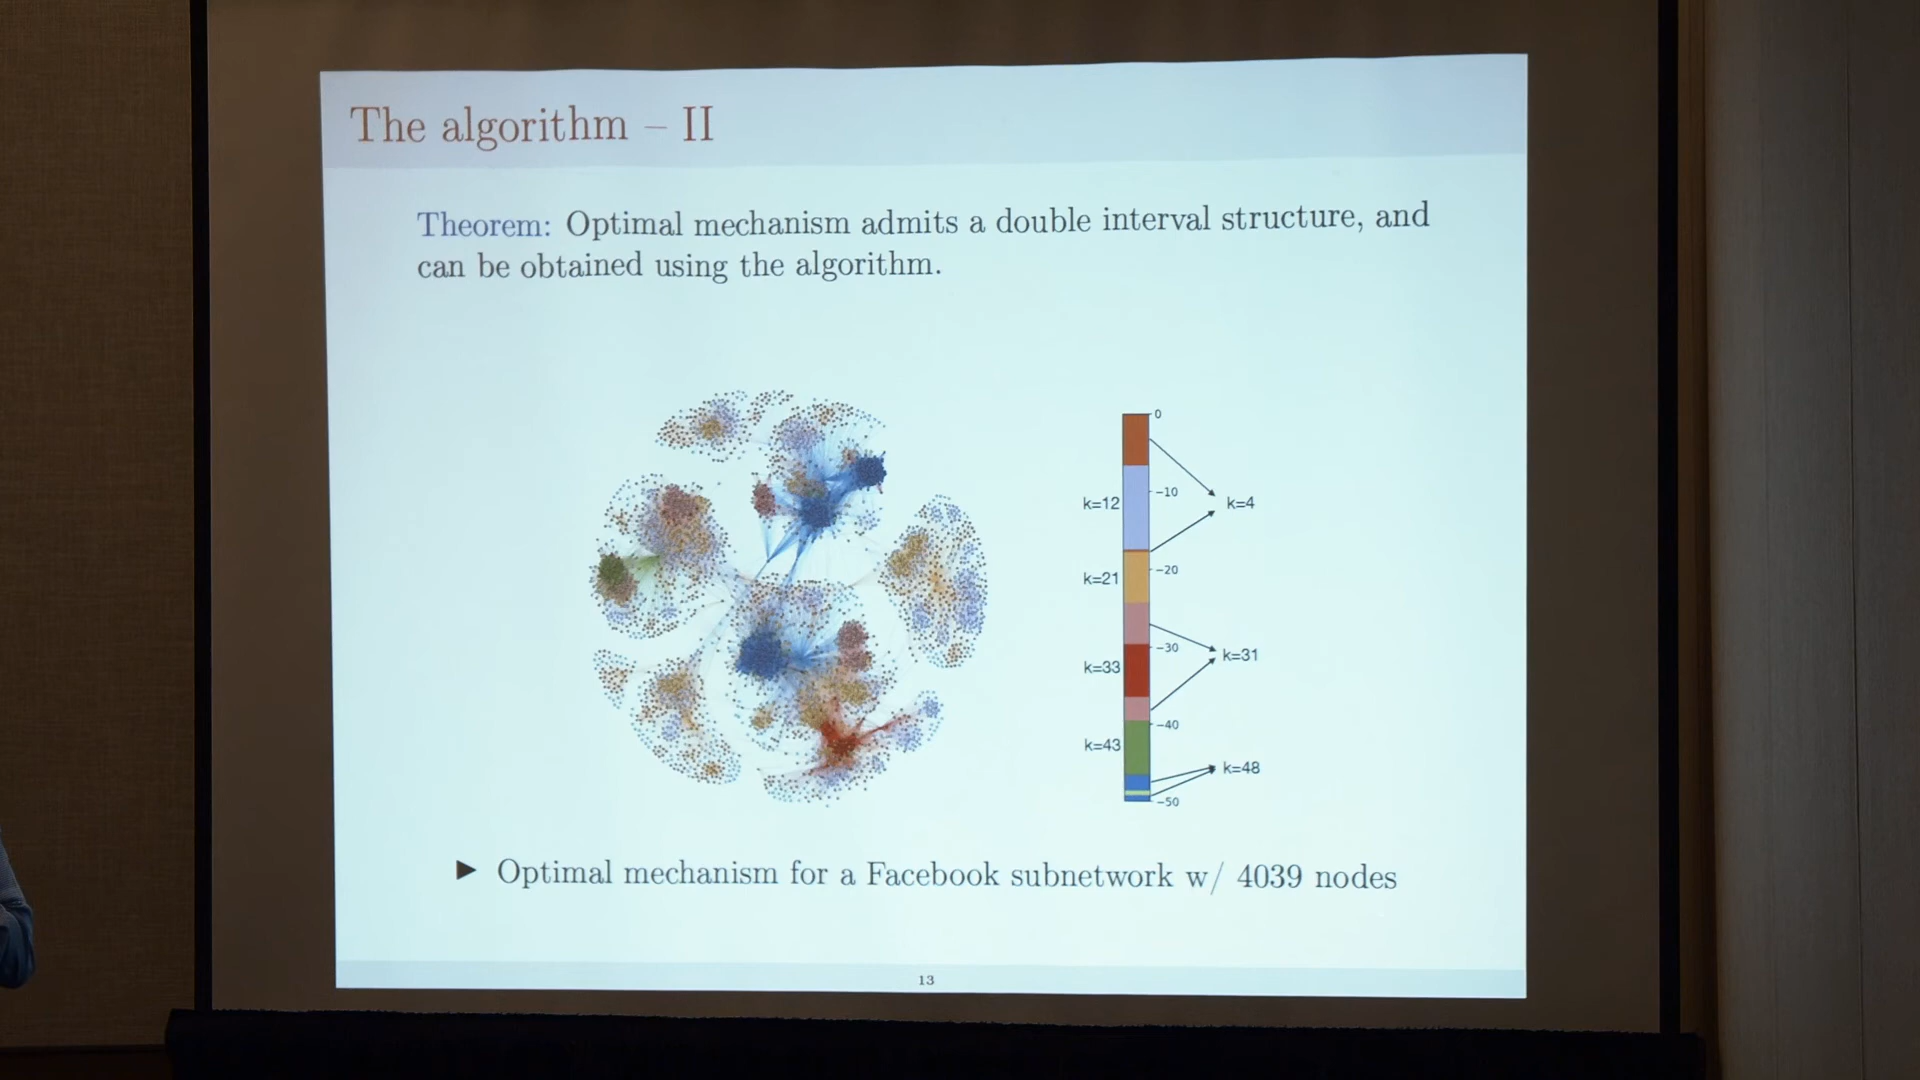 The algorithm – II
Theorem: Optimal mechanism admits a double interval structure, and
can be obtained using the algorithm.
0
−10
k=12
k=4
−20
k=21
−30
k=31
k=33
−40
k=43
k=48
−50
► Optimal mechanism for a Facebook subnetwork w/ 4039 nodes
13